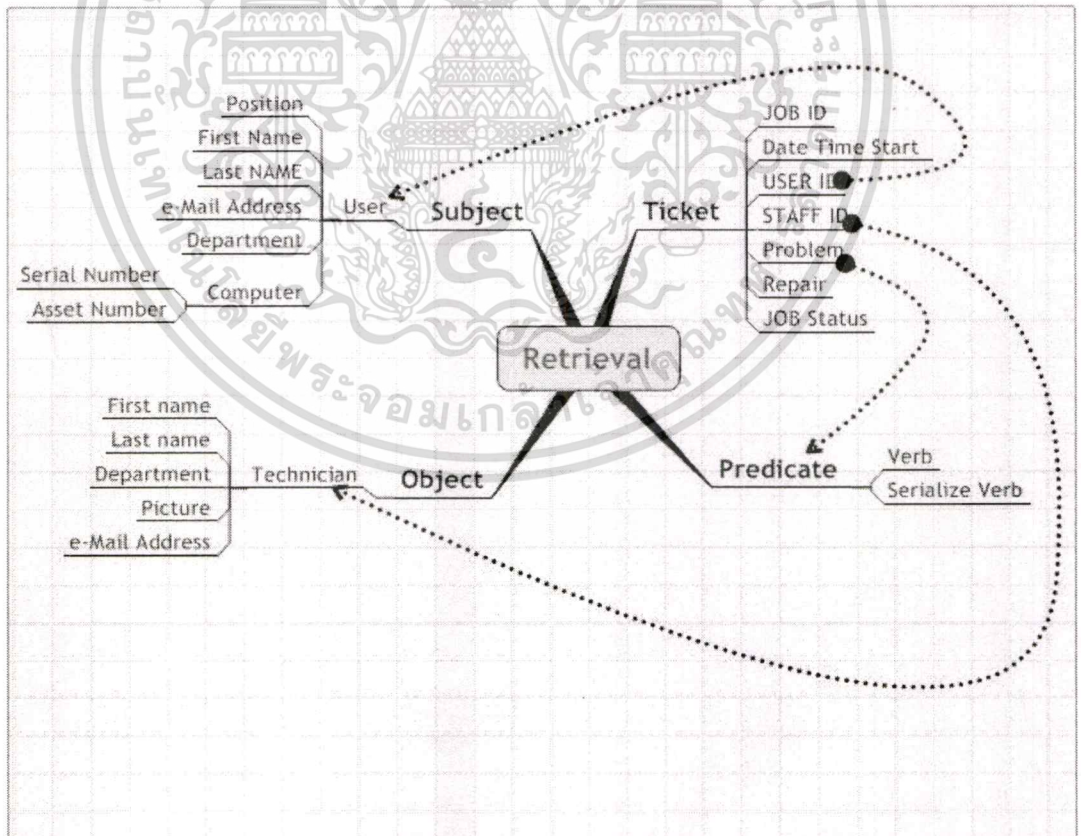 Position
First Name
Last NAME
e-Mail Address
Department
User
Subject
Serial Number
Asset Number
Computer
JOB ID
Date Time Start
USER ID
STAFF ID
Problem
Repair
JOB Status
Ticket
Retrieval
First name
Last name
Department
Picture
e-Mail Address
Technician
Object
Predicate
Verb
Serialize Verb